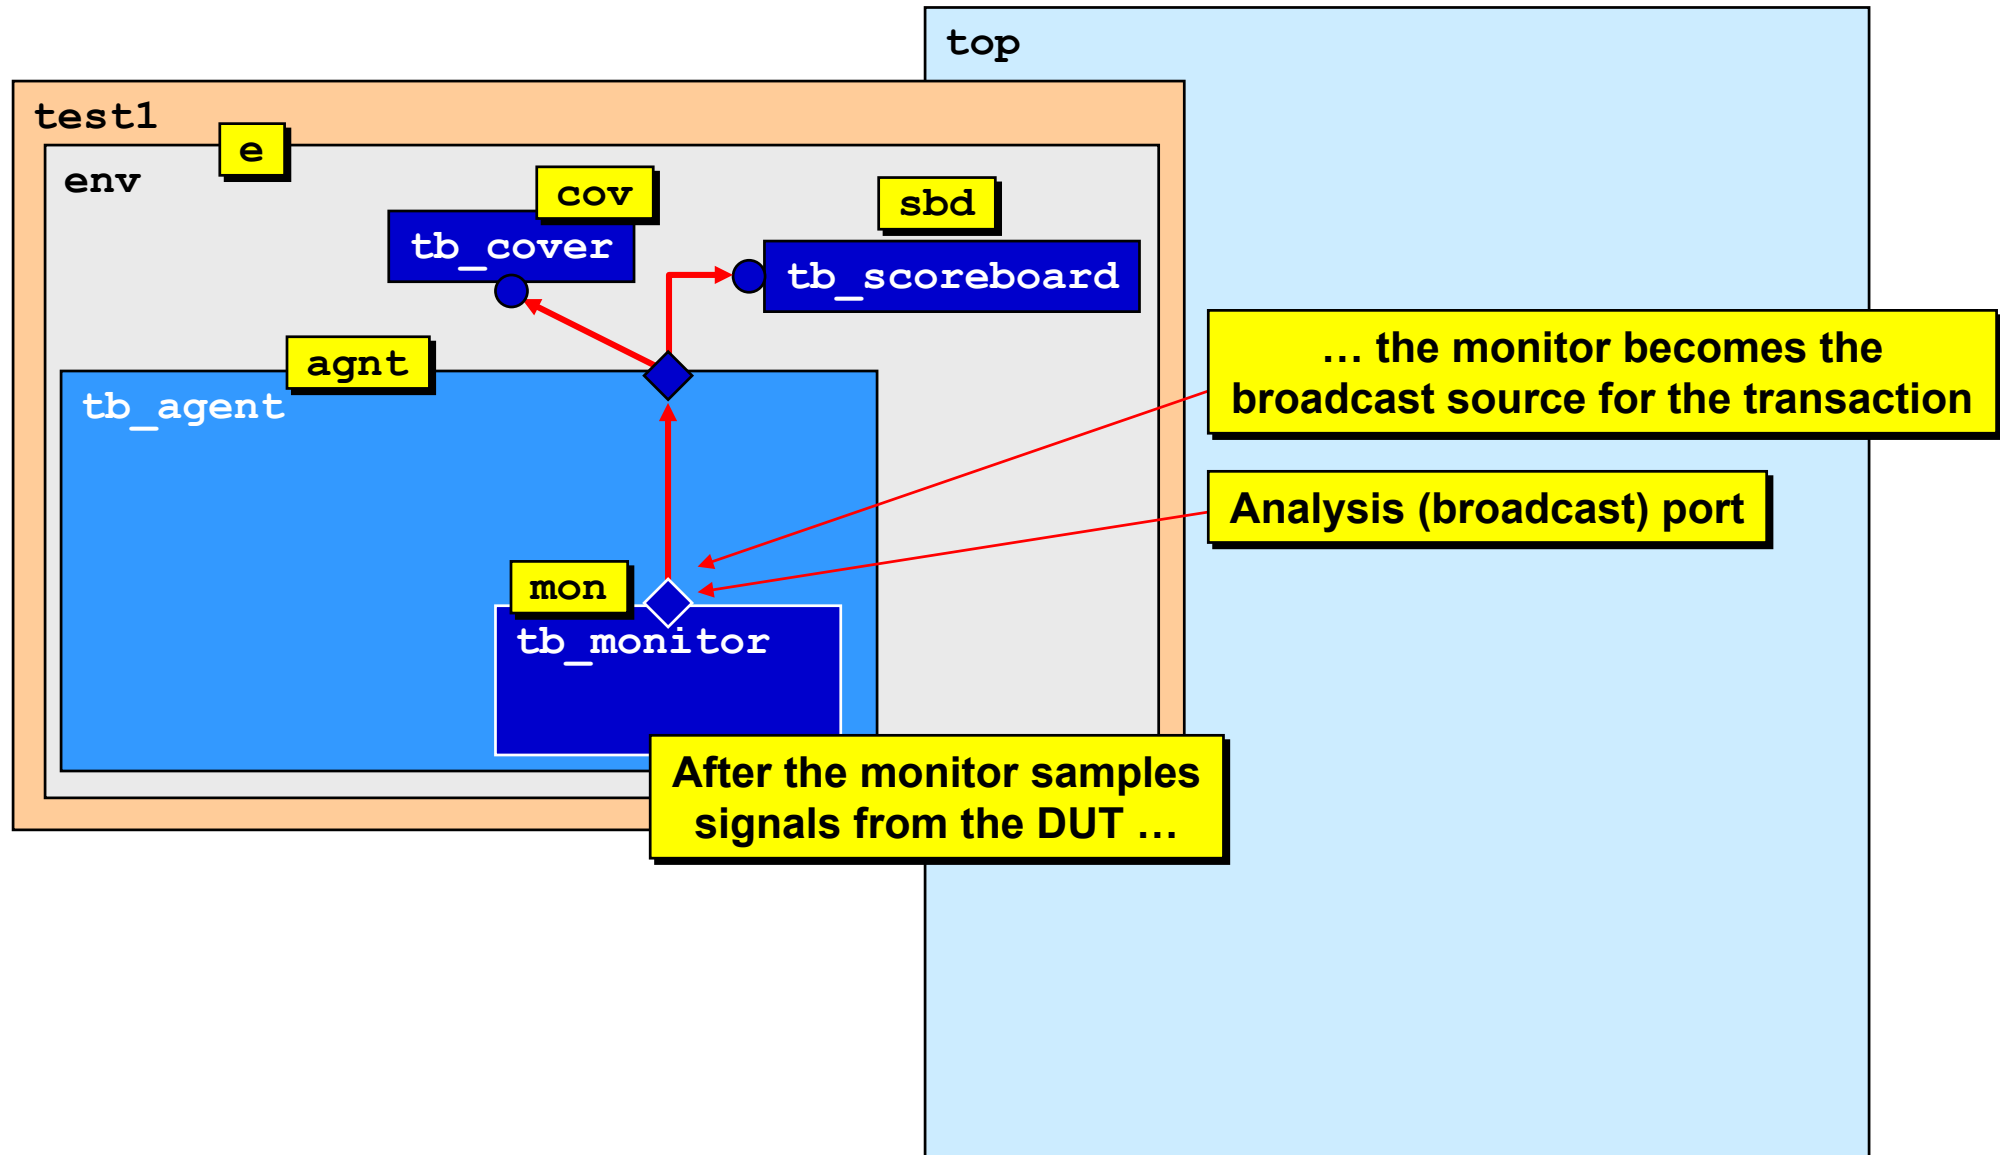 top
test1
e
env
cov
sbd
tb_cover
tb_scoreboard
agnt
tb_agent
… the monitor becomes the
broadcast source for the transaction
Analysis (broadcast) port
mon
tb_monitor
After the monitor samples
signals from the DUT …